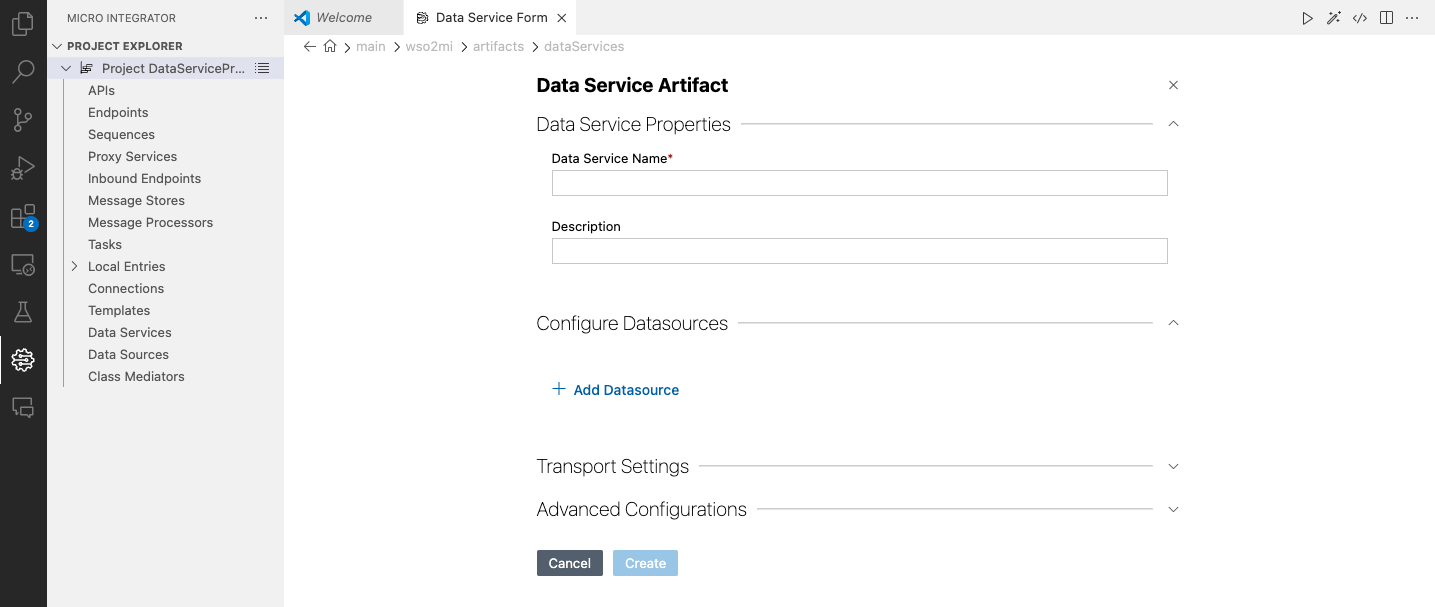 MICRO INTEGRATOR
PROJECT EXPLORER
Project DataServicePr...
APIs
Endpoints
Sequences
Proxy Services
Inbound Endpoints
Message Stores
Message Processors
Tasks
Local Entries
Connections
Templates
Data Services
Data Sources
Class Mediators
2
Welcome
Data Service Form
main > wso2mi > artifacts > dataServices
Data Service Artifact
Data Service Properties
Data Service Name*
Description
Configure Datasources
Add Datasource
Transport Settings
Advanced Configurations
Cancel
Create